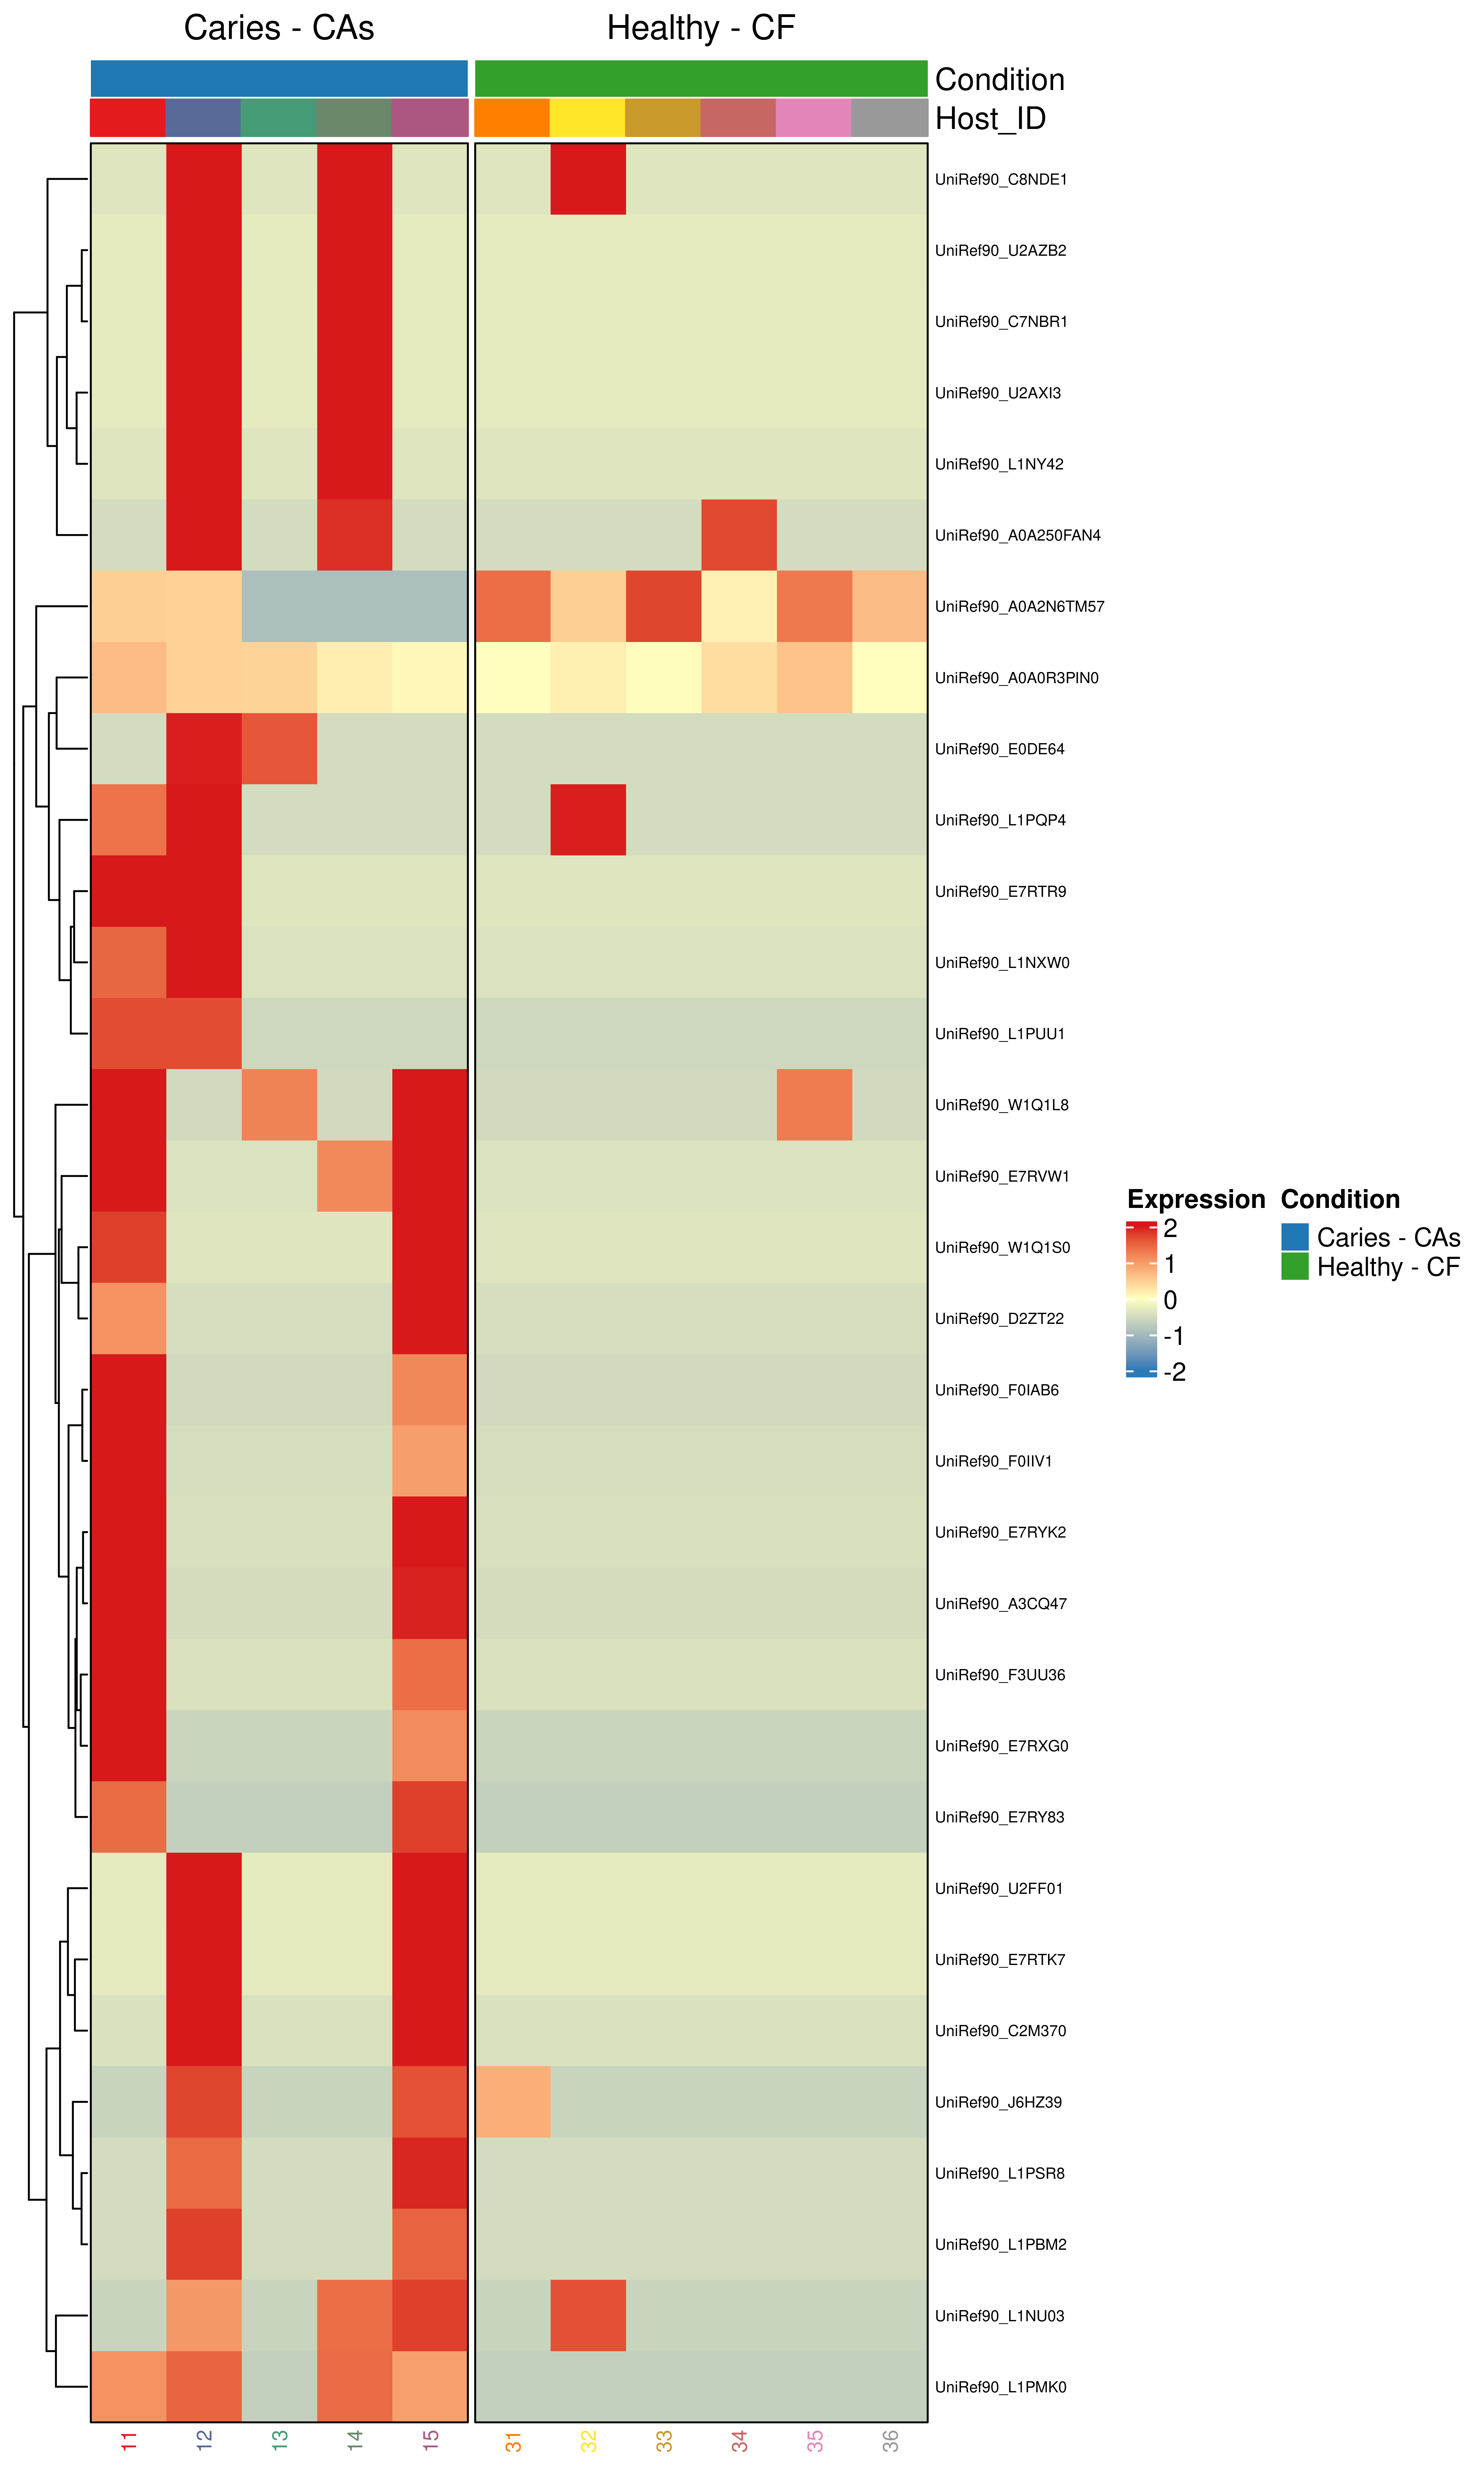 Caries - CAs
Healthy - CF
Condition
Host_ID
UniRef90_C8NDE1
UniRef90_U2AZB2
UniRef90_C7NBR1
UniRef90_U2AXI3
UniRef90_L1NY42
UniRef90_A0A250FAN4
UniRef90_A0A2N6TM57
UniRef90_A0A0R3PIN0
UniRef90_E0DE64
UniRef90_L1PQP4
UniRef90_E7RTR9
UniRef90_L1NXW0
UniRef90_L1PUU1
UniRef90_W1Q1L8
UniRef90_E7RVW1
UniRef90_W1Q1S0
UniRef90_D2ZT22
UniRef90_F0IAB6
UniRef90_F0IIV1
UniRef90_E7RYK2
UniRef90_A3CQ47
UniRef90_F3UU36
UniRef90_E7RXG0
UniRef90_E7RY83
UniRef90_U2FF01
UniRef90_E7RTK7
UniRef90_C2M370
UniRef90_J6HZ39
UniRef90_L1PSR8
UniRef90_L1PBM2
UniRef90_L1NU03
UniRef90_L1PMK0
11
12
13
14
15
31
32
33
34
35
36
Expression
2
1
0
-1
-2
Condition
Caries - CAs
Healthy - CF